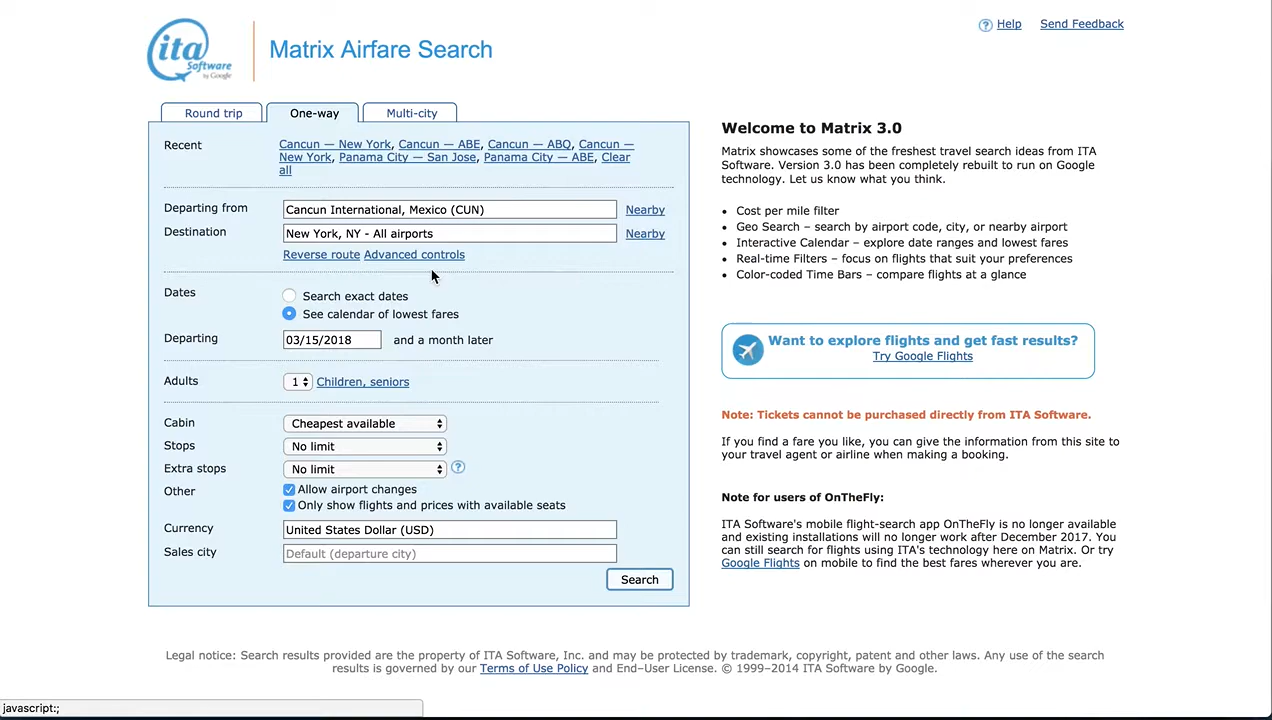 Help Send Feedback
ita Software by Google
Matrix Airfare Search
Round trip One-way Multi-city
Recent
Cancun — New York, Cancun — ABE, Cancun — ABQ, Cancun —
New York, Panama City — San Jose, Panama City — ABE, Clear
all
Departing from Cancun International, Mexico (CUN) Nearby
Destination New York, NY - All airports Nearby
Reverse route Advanced controls
Dates Search exact dates
See calendar of lowest fares
Departing 03/15/2018 and a month later
Adults 1 Children, seniors
Cabin Cheapest available
Stops No limit
Extra stops No limit ?
Other Allow airport changes
Only show flights and prices with available seats
Currency United States Dollar (USD)
Sales city Default (departure city)
Search
Welcome to Matrix 3.0
Matrix showcases some of the freshest travel search ideas from ITA
Software. Version 3.0 has been completely rebuilt to run on Google
technology. Let us know what you think.
• Cost per mile filter
• Geo Search – search by airport code, city, or nearby airport
• Interactive Calendar – explore date ranges and lowest fares
• Real-time Filters – focus on flights that suit your preferences
• Color-coded Time Bars – compare flights at a glance
Want to explore flights and get fast results?
Try Google Flights
Note: Tickets cannot be purchased directly from ITA Software.
If you find a fare you like, you can give the information from this site to
your travel agent or airline when making a booking.
Note for users of OnTheFly:
ITA Software's mobile flight-search app OnTheFly is no longer available
and existing installations will no longer work after December 2017. You
can still search for flights using ITA's technology here on Matrix. Or try
Google Flights on mobile to find the best fares wherever you are.
Legal notice: Search results provided are the property of ITA Software, Inc. and may be protected by trademark, copyright, patent and other laws. Any use of the search
results is governed by our Terms of Use Policy and End–User License. © 1999–2014 ITA Software by Google.
javascript:;